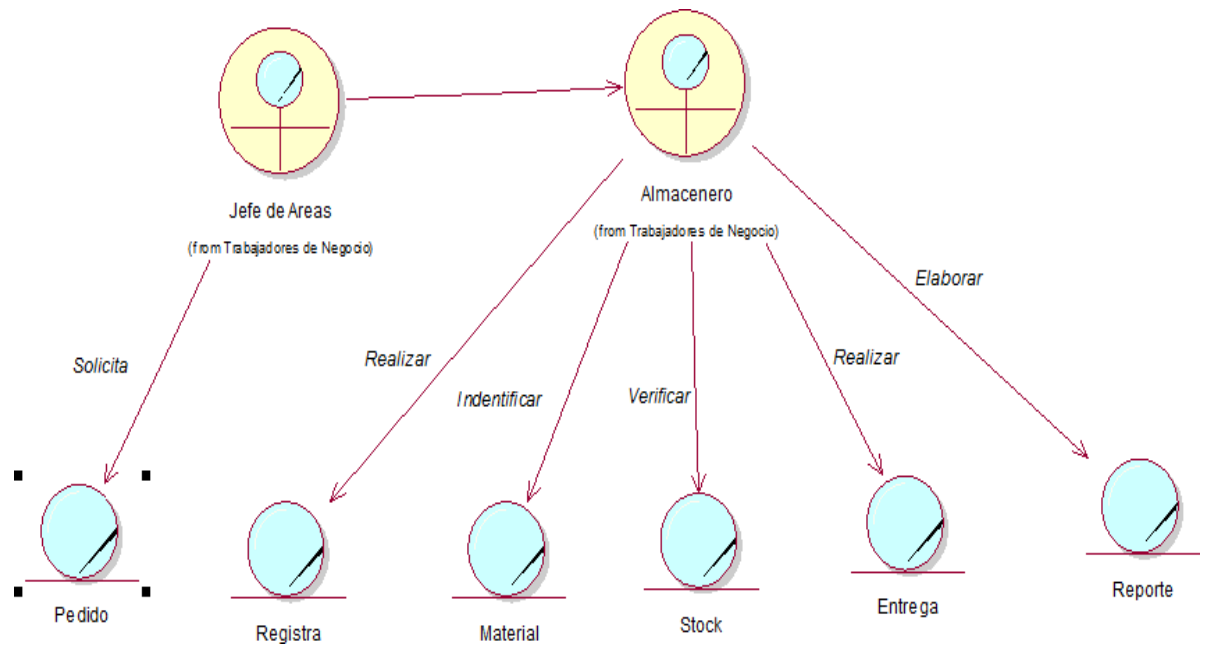 Almacenero
Jefe de Areas
(from Trabajadores de Negocio)
(from Trabajadores de Negocio)
Elaborar
Solicita
Realizar
Realizar
Indentificar
Verificar
Pedido
Registra
Material
Stock
Entrega
Reporte